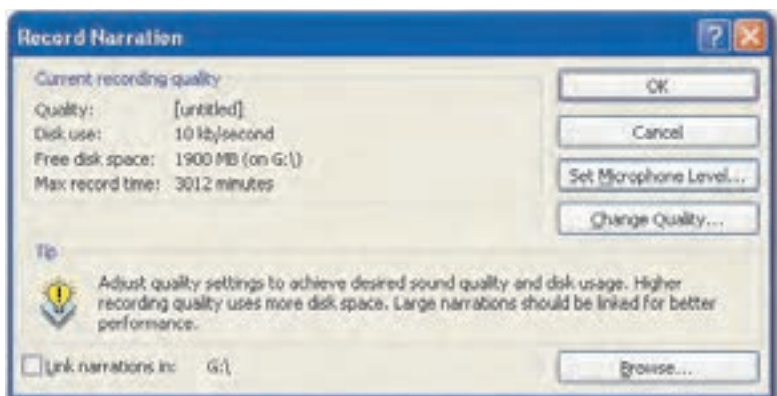 Record Narration
Current recording quality
Quality: [untitled]
Disk use: 10 kb/second
Free disk space: 1900 MB (on G:\)
Max record time: 3012 minutes
OK
Cancel
Set Microphone Level...
Change Quality...
Tip
Adjust quality settings to achieve desired sound quality and disk usage. Higher
recording quality uses more disk space. Large narrations should be linked for better
performance.
Link narrations in: G:\
Browse...